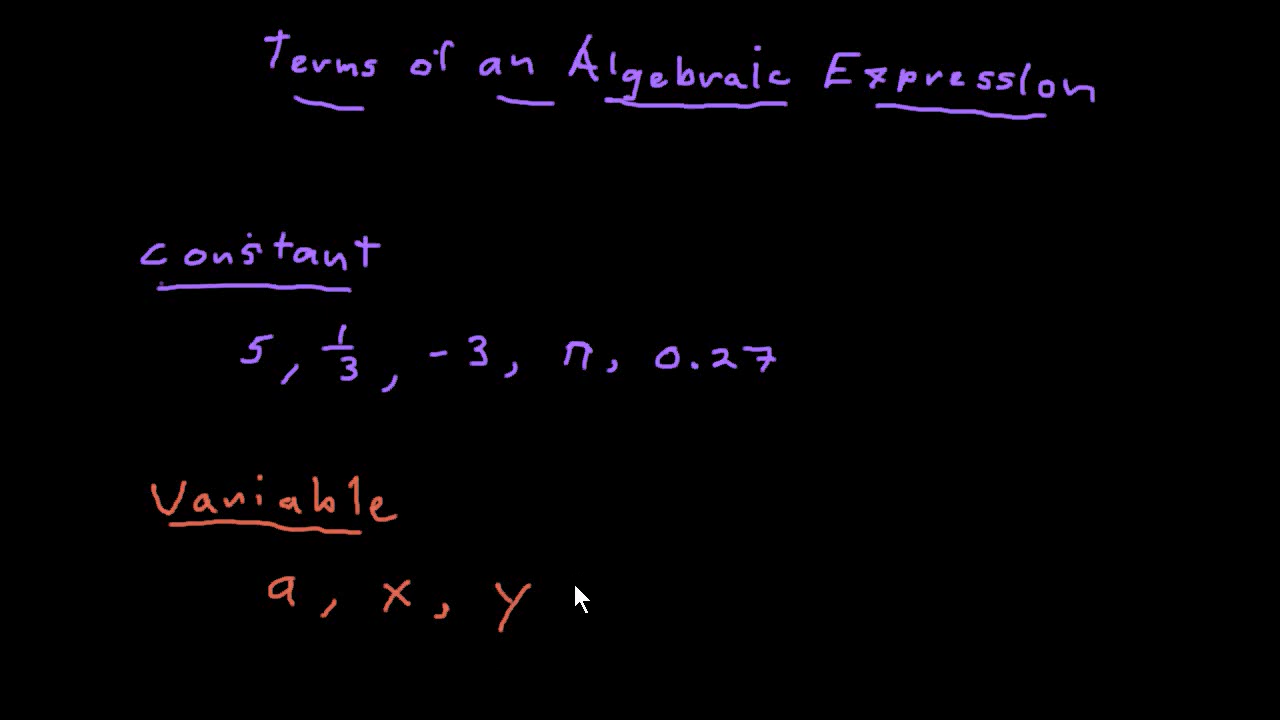 Terms of an Algebraic Expression
constant
5, 1/3, -3, π, 0.27
Variable
a, x, y